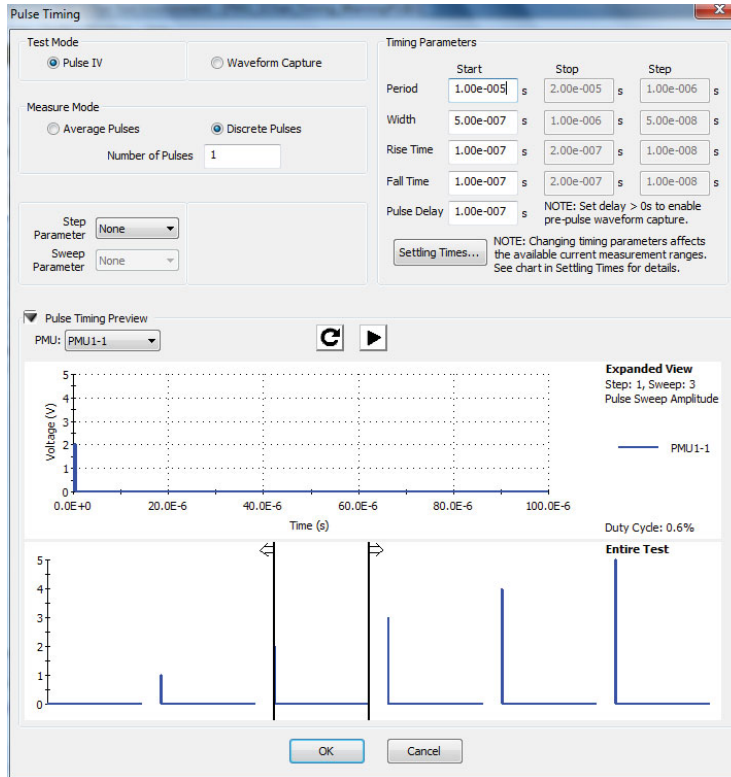 Pulse Timing
Test Mode
Pulse IV
Waveform Capture
Measure Mode
Average Pulses
Discrete Pulses
Number of Pulses 1
Step Parameter None
Sweep Parameter None
Timing Parameters
Start Stop Step
Period 1.00e-005 s 2.00e-005 s 1.00e-006 s
Width 5.00e-007 s 1.00e-006 s 5.00e-008 s
Rise Time 1.00e-007 s 2.00e-007 s 1.00e-008 s
Fall Time 1.00e-007 s 2.00e-007 s 1.00e-008 s
Pulse Delay 1.00e-007 s
NOTE: Set delay > 0s to enable
pre-pulse waveform capture.
Settling Times...
NOTE: Changing timing parameters affects
the available current measurement ranges.
See chart in Settling Times for details.
Pulse Timing Preview
PMU: PMU1-1
Expanded View
Step: 1, Sweep: 3
Pulse Sweep Amplitude
PMU1-1
Voltage (V)
5
4
3
2
1
0
0.0E+0 20.0E-6 40.0E-6 60.0E-6 80.0E-6 100.0E-6
Time (s)
Duty Cycle: 0.6%
Entire Test
5
4
3
2
1
0
OK
Cancel